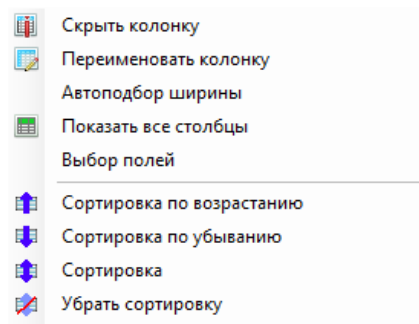 Скрыть колонку
Переименовать колонку
Автоподбор ширины
Показать все столбцы
Выбор полей
Сортировка по возрастанию
Сортировка по убыванию
Сортировка
Убрать сортировку